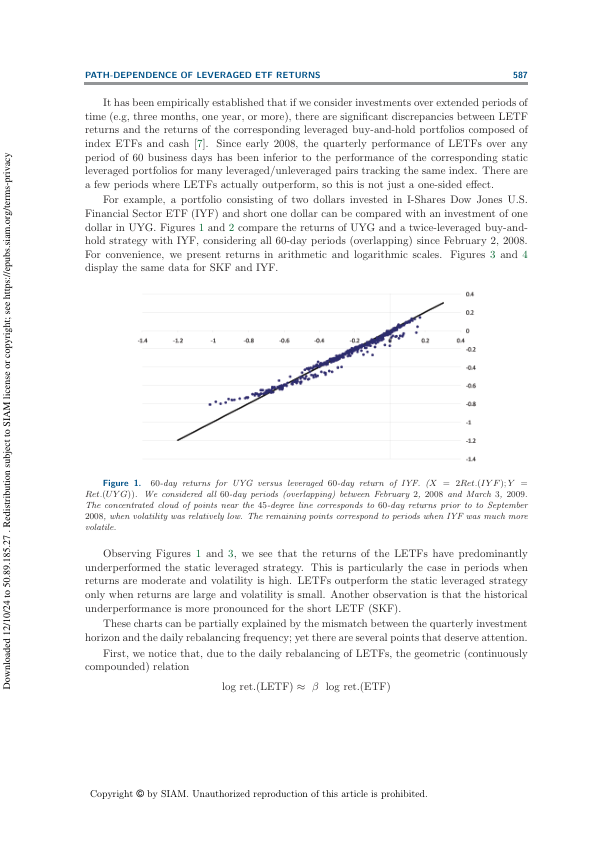 PATH-DEPENDENCE OF LEVERAGED ETF RETURNS 587
It has been empirically established that if we consider investments over extended periods of
time (e.g, three months, one year, or more), there are significant discrepancies between LETF
returns and the returns of the corresponding leveraged buy-and-hold portfolios composed of
index ETFs and cash [7]. Since early 2008, the quarterly performance of LETFs over any
period of 60 business days has been inferior to the performance of the corresponding static
leveraged portfolios for many leveraged/unleveraged pairs tracking the same index. There are
a few periods where LETFs actually outperform, so this is not just a one-sided effect.
For example, a portfolio consisting of two dollars invested in I-Shares Dow Jones U.S.
Financial Sector ETF (IYF) and short one dollar can be compared with an investment of one
dollar in UYG. Figures 1 and 2 compare the returns of UYG and a twice-leveraged buy-and-
hold strategy with IYF, considering all 60-day periods (overlapping) since February 2, 2008.
For convenience, we present returns in arithmetic and logarithmic scales. Figures 3 and 4
display the same data for SKF and IYF.
0.4
0.2
0
-1.4 -1.2 -1 -0.8 -0.6 -0.4 -0.2 0.2 0.4
-0.2
-0.4
-0.6
-0.8
-1
-1.2
-1.4
Figure 1. 60-day returns for UYG versus leveraged 60-day return of IYF. (X = 2Ret.(IYF); Y =
Ret.(UYG)). We considered all 60-day periods (overlapping) between February 2, 2008 and March 3, 2009.
The concentrated cloud of points near the 45-degree line corresponds to 60-day returns prior to to September
2008, when volatility was relatively low. The remaining points correspond to periods when IYF was much more
volatile.
Observing Figures 1 and 3, we see that the returns of the LETFs have predominantly
underperformed the static leveraged strategy. This is particularly the case in periods when
returns are moderate and volatility is high. LETFs outperform the static leveraged strategy
only when returns are large and volatility is small. Another observation is that the historical
underperformance is more pronounced for the short LETF (SKF).
These charts can be partially explained by the mismatch between the quarterly investment
horizon and the daily rebalancing frequency; yet there are several points that deserve attention.
First, we notice that, due to the daily rebalancing of LETFs, the geometric (continuously
compounded) relation
log ret.(LETF) ≈ β log ret.(ETF)
Copyright © by SIAM. Unauthorized reproduction of this article is prohibited.
Downloaded 12/10/24 to 50.89.185.27 . Redistribution subject to SIAM license or copyright; see https://epubs.siam.org/terms-privacy